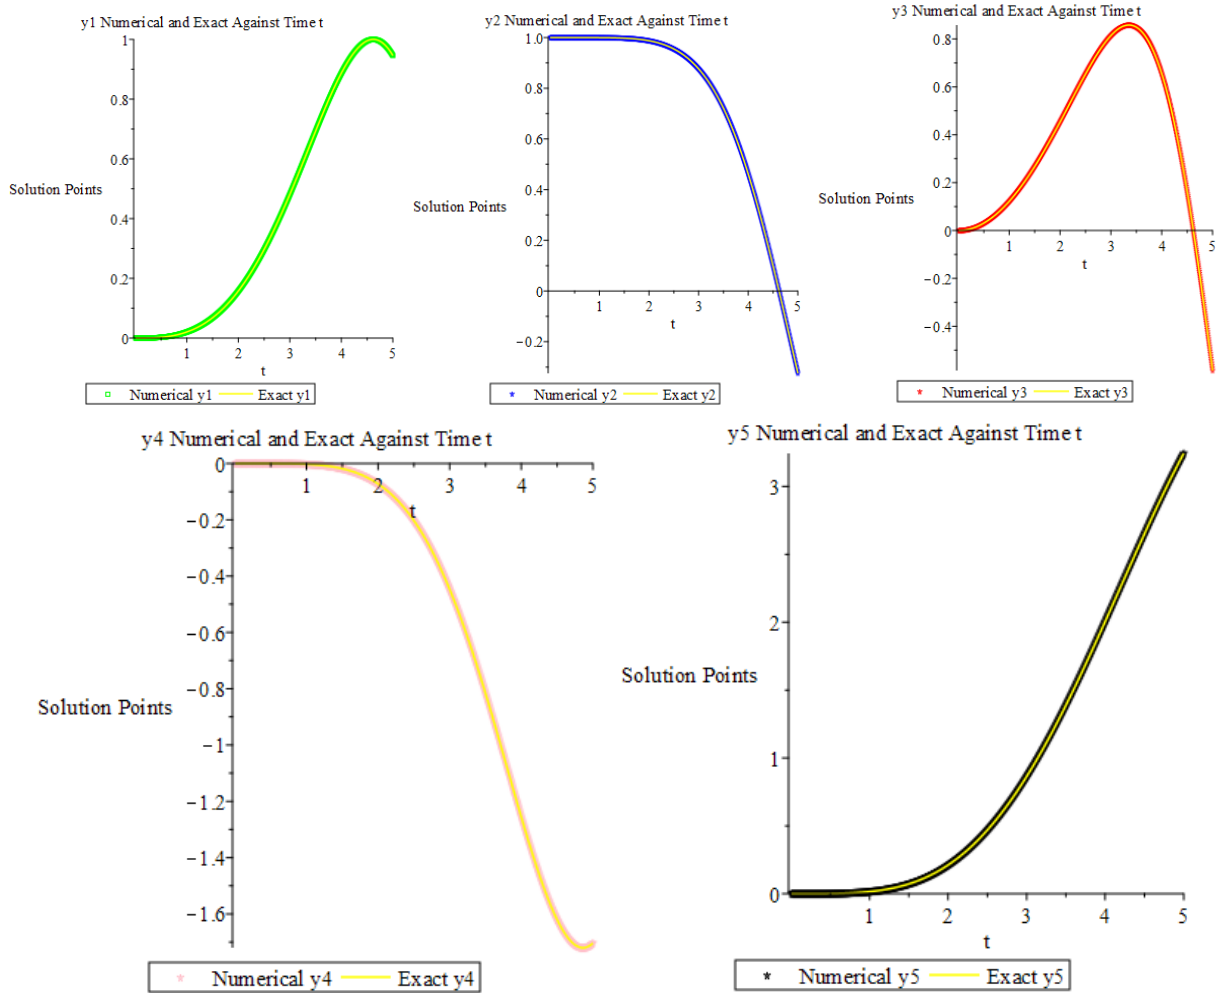 y1 Numerical and Exact Against Time t
1
0.8
0.6
Solution Points
0.4
0.2
0
1 2 3 4 5
t
Numerical y1 Exact y1
y2 Numerical and Exact Against Time t
1.0
0.8
0.6
0.4
Solution Points
0.2
0
1 2 3 4 5
t
−0.2
Numerical y2 Exact y2
y3 Numerical and Exact Against Time t
0.8
0.6
0.4
0.2
Solution Points
0
1 2 3 4 5
t
−0.2
−0.4
Numerical y3 Exact y3
y4 Numerical and Exact Against Time t
0
1 2 3 4 5
t
−0.2
−0.4
−0.6
−0.8
Solution Points
−1
−1.2
−1.4
−1.6
Numerical y4 Exact y4
y5 Numerical and Exact Against Time t
3
2
Solution Points
1
0
1 2 3 4 5
t
Numerical y5 Exact y5